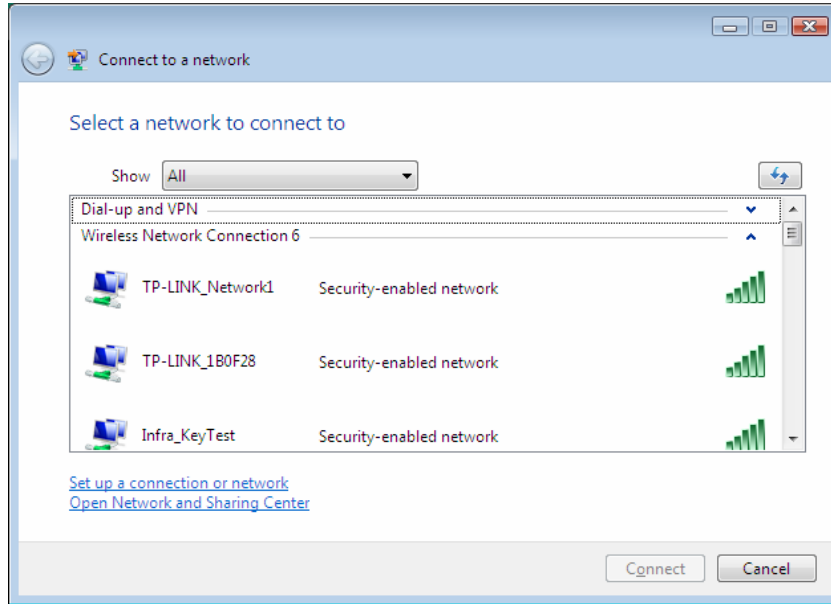 Connect to a network
Select a network to connect to
Show All
Dial-up and VPN
Wireless Network Connection 6
TP-LINK_Network1 Security-enabled network
TP-LINK_1B0F28 Security-enabled network
Infra_KeyTest Security-enabled network
Set up a connection or network
Open Network and Sharing Center
Connect Cancel